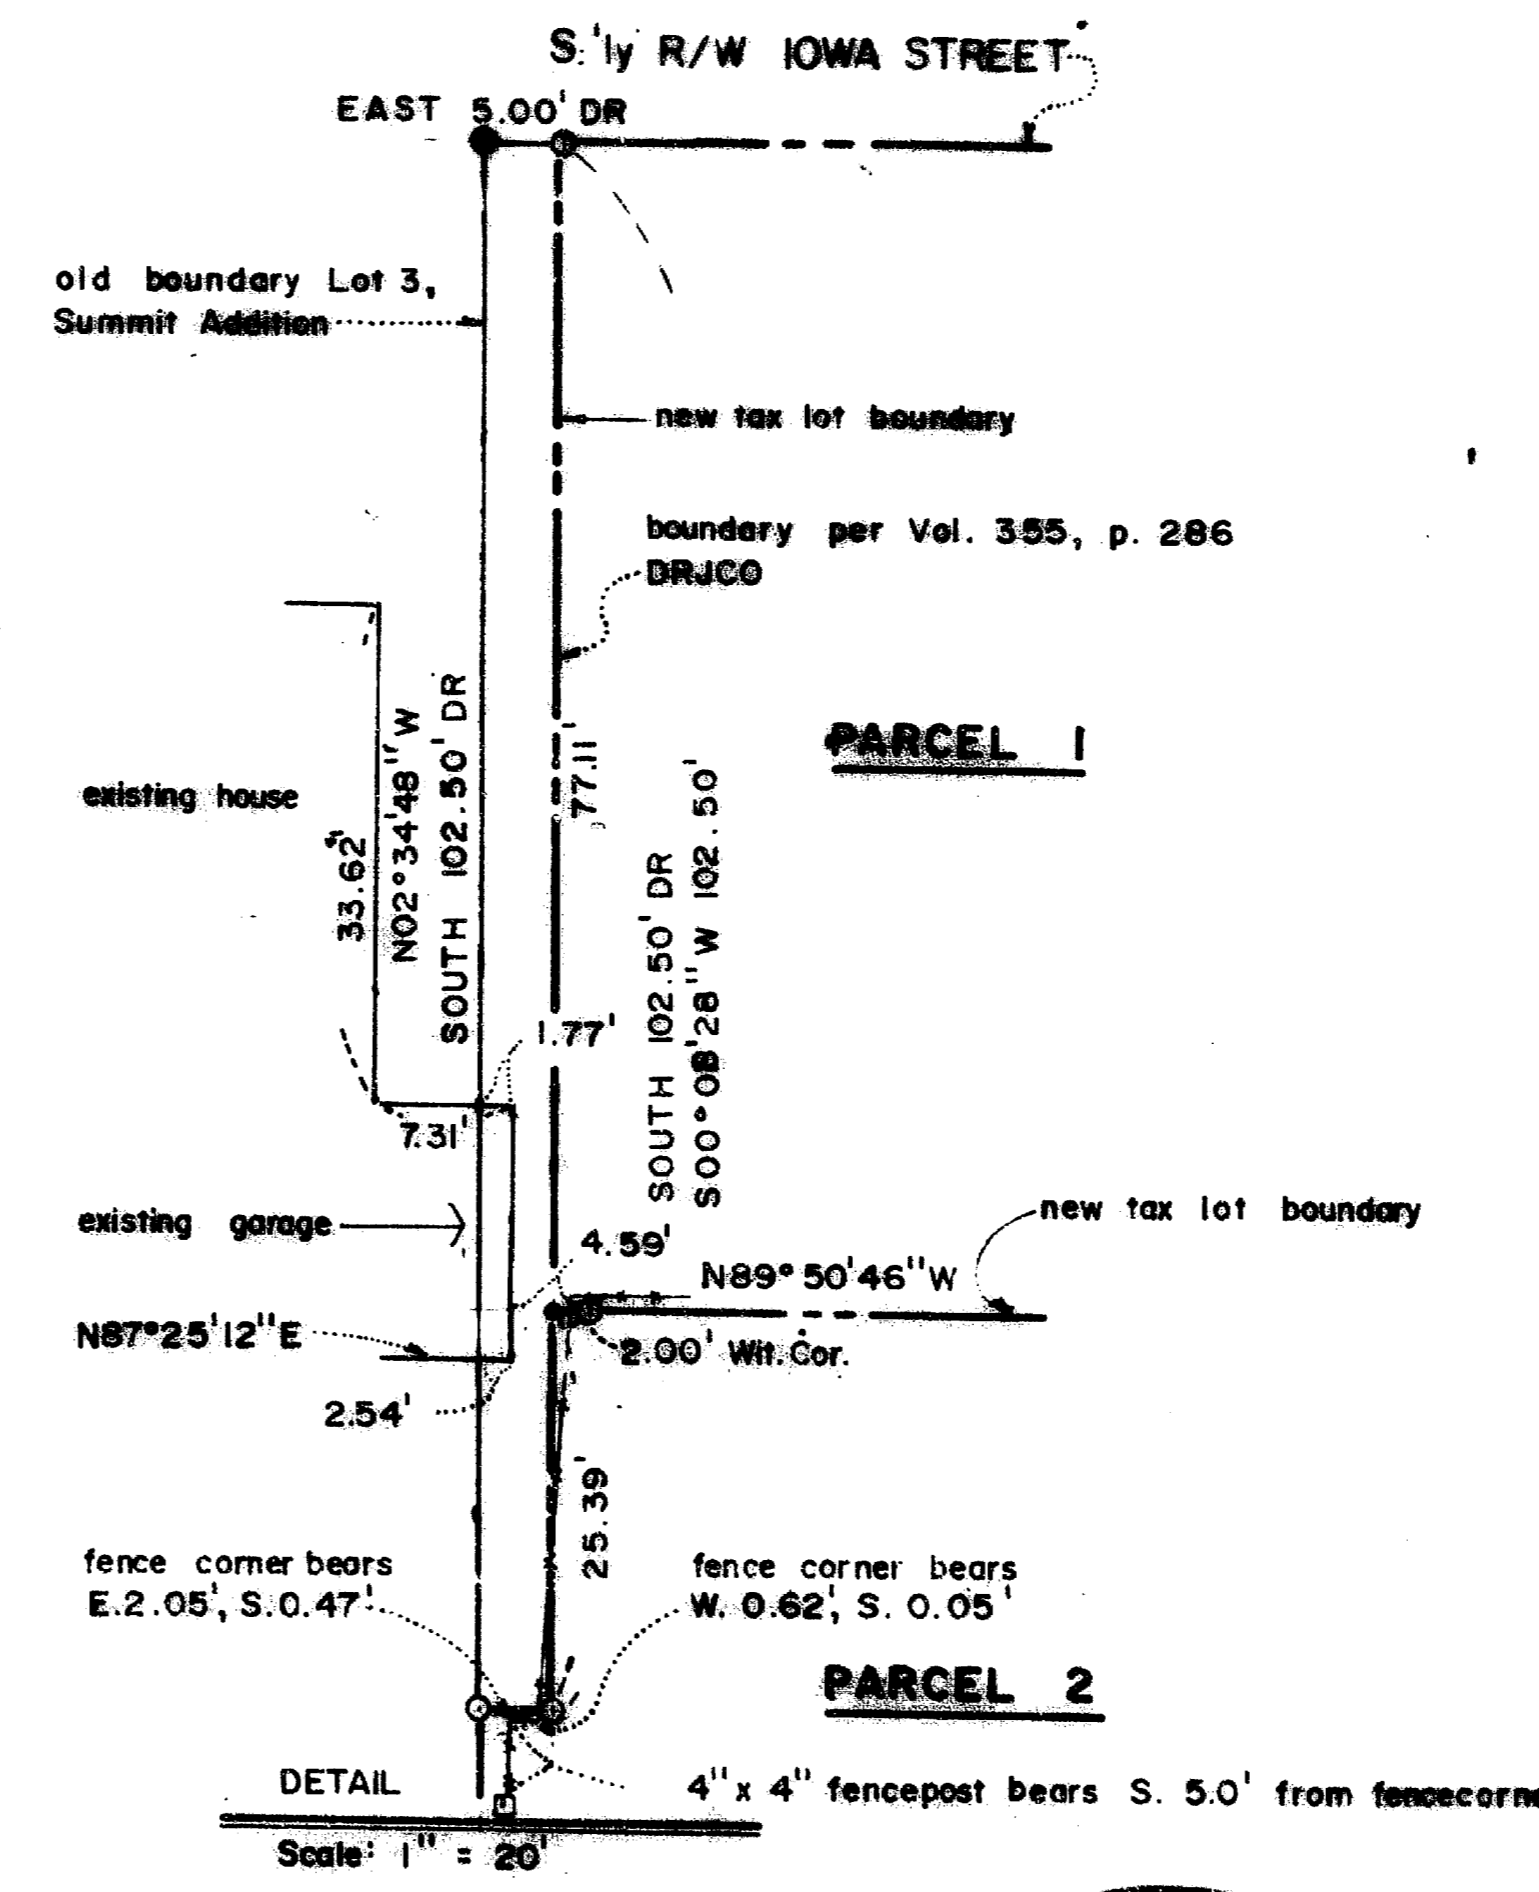 S.'ly R/W IOWA STREET
EAST 5.00' DR
old boundary Lot 3,
Summit Addition
new tax lot boundary
boundary per Vol. 355, p. 286
DRJCO
PARCEL 1
existing house
33.62'
N02°34'48"W
SOUTH 102.50' DR
77.11'
SOUTH 102.50' DR
S00°08'28"W 102.50'
1.77'
7.31'
existing garage
4.59'
new tax lot boundary
N89°50'46"W
N87°25'12"E
2.00' Wit. Cor.
2.54'
25.39'
fence corner bears
E.2.05', S.0.47'
fence corner bears
W. 0.62', S. 0.05'
PARCEL 2
DETAIL
4"x 4" fencepost bears S. 5.0' from
Scale: 1" = 20'